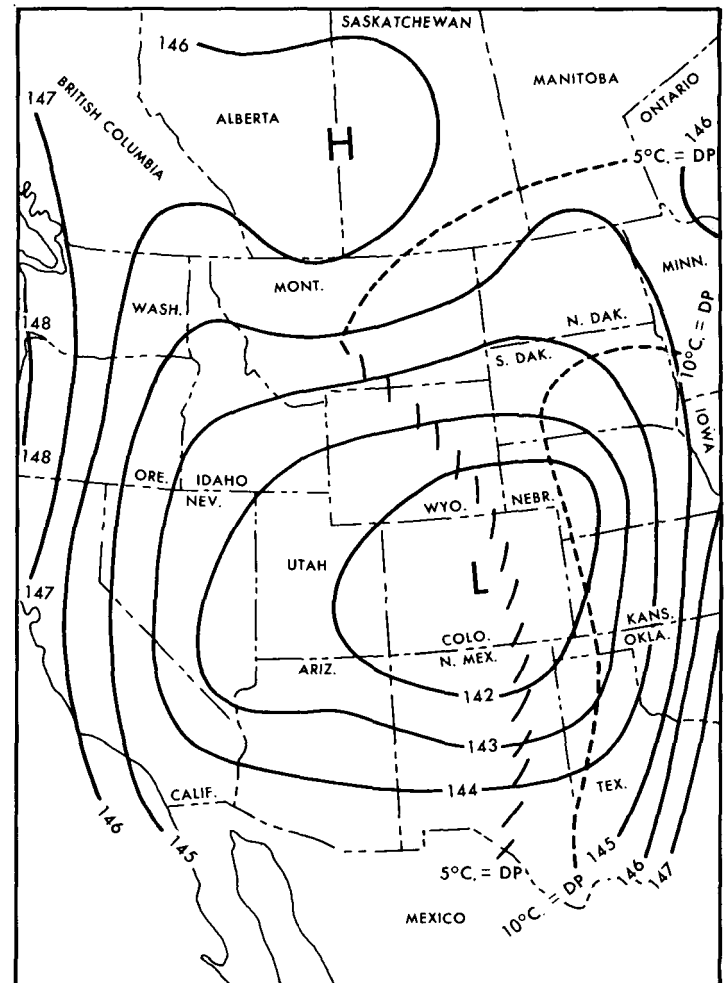 SASKATCHEWAN
146
MANITOBA
147
BRITISH COLUMBIA
ALBERTA
H
ONTARIO
146
5°C. = DP
MINN.
MONT.
WASH.
148
N. DAK.
S. DAK.
10°C. = DP
IOWA
148
ORE.
IDAHO
NEV.
WYO.
NEBR.
UTAH
L
147
KANS.
OKLA.
COLO.
N. MEX.
ARIZ.
142
143
144
CALIF.
TEX.
146
145
145
146
147
5°C. = DP
10°C. = DP
MEXICO